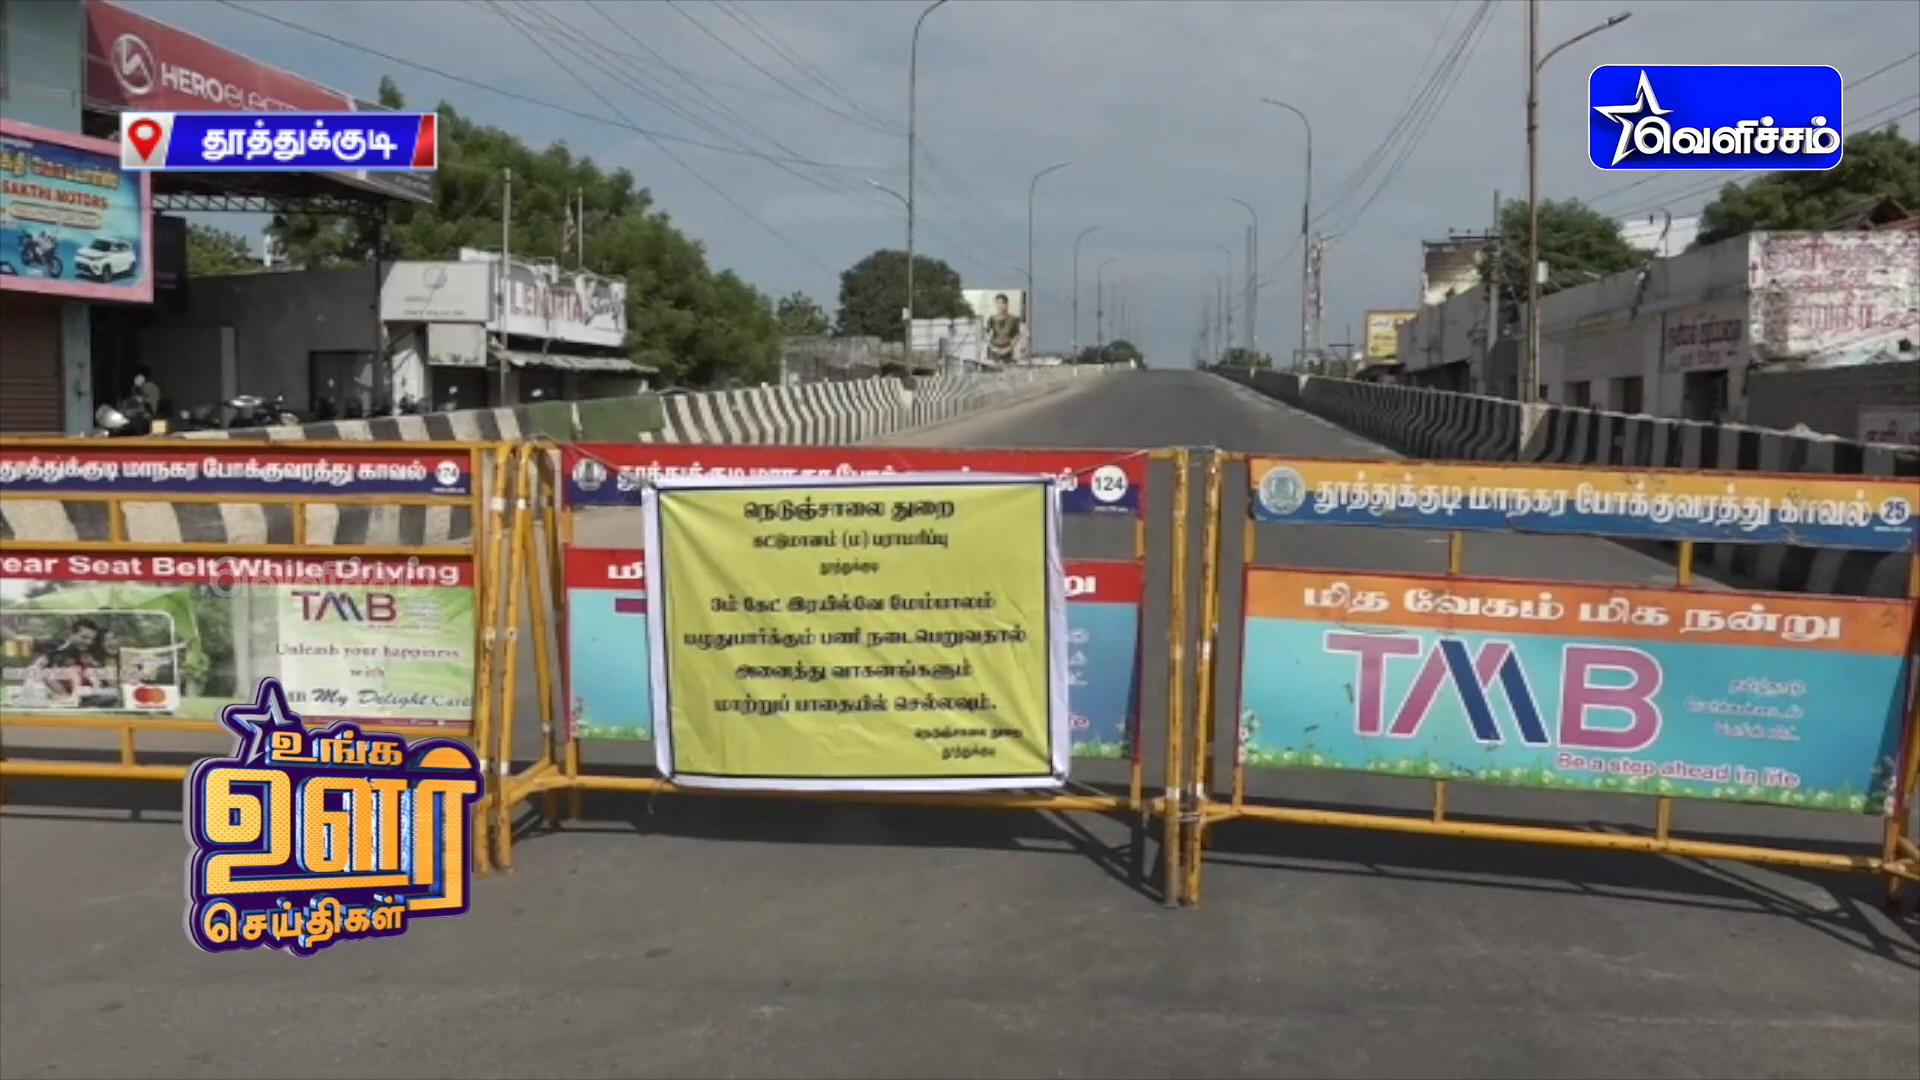 HERO
தூத்துக்குடி
வெளிச்சம்
SAKTHI MOTORS
தூத்துக்குடி மாநகர போக்குவரத்து காவல்
124
தூத்துக்குடி மாநகர போக்குவரத்து காவல் 25
நெடுஞ்சாலை துறை
கட்டுமானம் (ம) பராமரிப்பு
தூத்துக்குடி
3ம் கேட் இரயில்வே மேம்பாலம்
பழுதுபார்க்கும் பணி நடைபெறுவதால்
அனைத்து வாகனங்களும்
மாற்றுப் பாதையில் செல்லவும்.
நெடுஞ்சாலை துறை
தூத்துக்குடி
ear Seat Belt While Driving
TMB
Unleash your happiness
with
My Delight Card
மித வேகம் மிக நன்று
TMB
Be a step ahead in life
உங்க
ஊர்
செய்திகள்